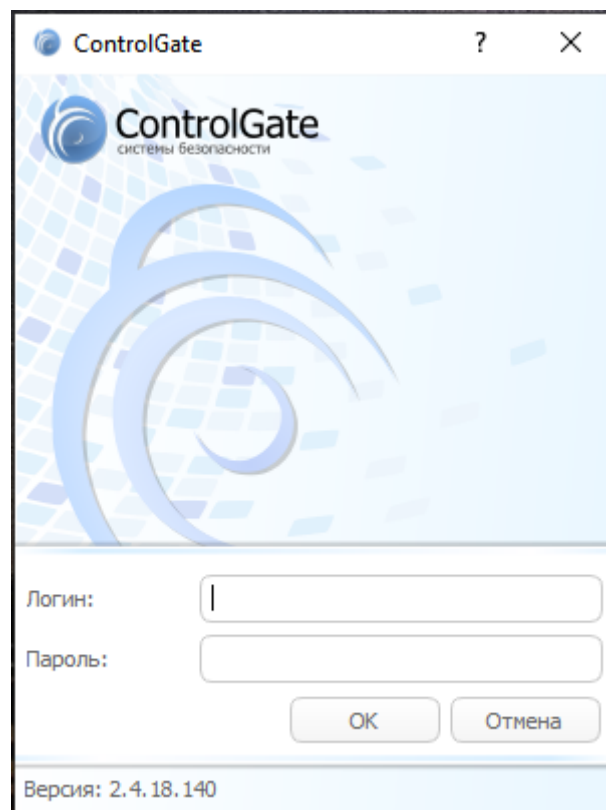 ControlGate ?
ControlGate
системы безопасности
Логин:
Пароль:
OK Отмена
Версия: 2.4.18.140